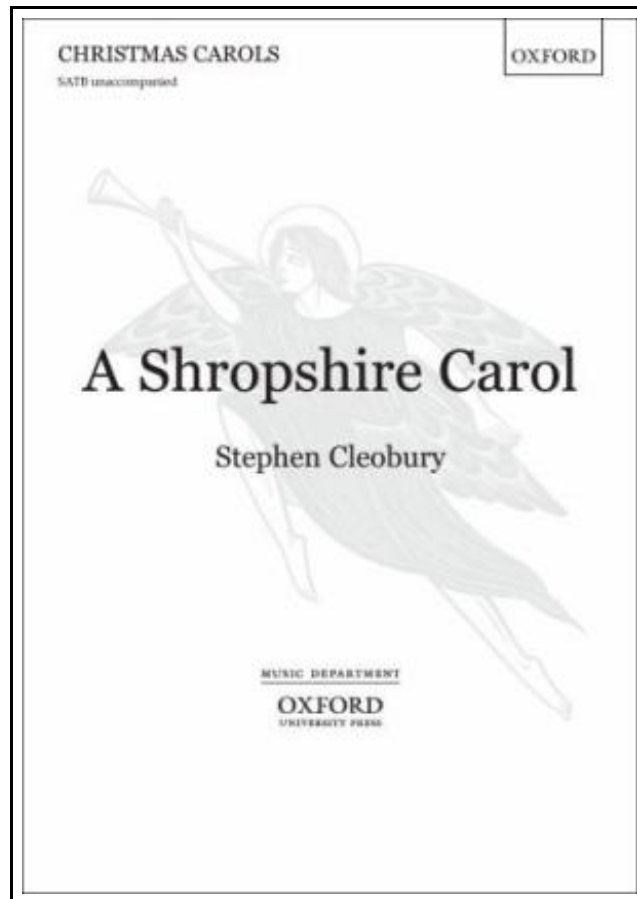 CHRISTMAS CAROLS
SATB unaccompanied
OXFORD
A Shropshire Carol
Stephen Cleobury
MUSIC DEPARTMENT
OXFORD
UNIVERSITY PRESS